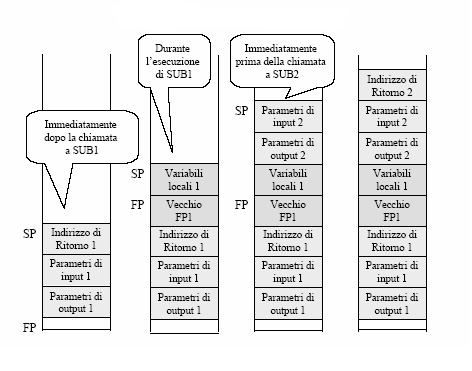 Immediatamente
dopo la chiamata
a SUB1
SP
Indirizzo di
Ritorno 1
Parametri di
input 1
Parametri di
output 1
FP
Durante
l'esecuzione
di SUB1
SP
Variabili
locali 1
FP
Vecchio
FP1
Indirizzo di
Ritorno 1
Parametri di
input 1
Parametri di
output 1
Immediatamente
prima della chiamata
a SUB2
SP
Parametri di
input 2
Parametri di
output 2
Variabili
locali 1
FP
Vecchio
FP1
Indirizzo di
Ritorno 1
Parametri di
input 1
Parametri di
output 1
Indirizzo di
Ritorno 2
Parametri di
input 2
Parametri di
output 2
Variabili
locali 1
Vecchio
FP1
Indirizzo di
Ritorno 1
Parametri di
input 1
Parametri di
output 1